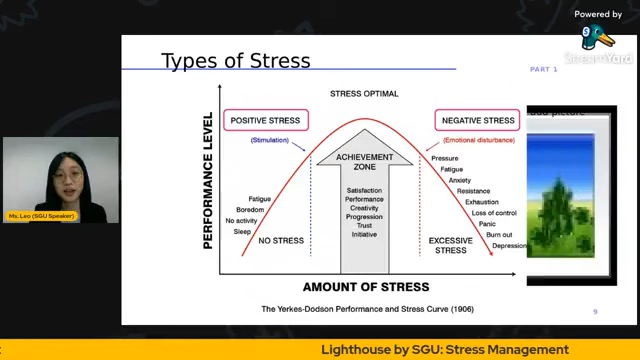 Powered by
StreamYard
Types of Stress
PART 1
STRESS OPTIMAL
POSITIVE STRESS
(Stimulation)
NEGATIVE STRESS
(Emotional disturbance)
PERFORMANCE LEVEL
ACHIEVEMENT
ZONE
Satisfaction
Performance
Creativity
Progression
Trust
Initiative
Fatigue
Boredom
No activity
Sleep
NO STRESS
Pressure
Fatigue
Anxiety
Resistance
Exhaustion
Loss of control
Panic
Burn out
Depression
EXCESSIVE
STRESS
AMOUNT OF STRESS
The Yerkes-Dodson Performance and Stress Curve (1906)
9
Ms. Leo (SGU Speaker)
Lighthouse by SGU: Stress Management